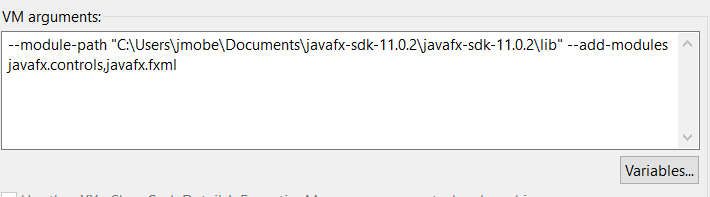 VM arguments:
--module-path "C:\Users\jmobe\Documents\javafx-sdk-11.0.2\javafx-sdk-11.0.2\lib" --add-modules
javafx.controls,javafx.fxml
Variables...